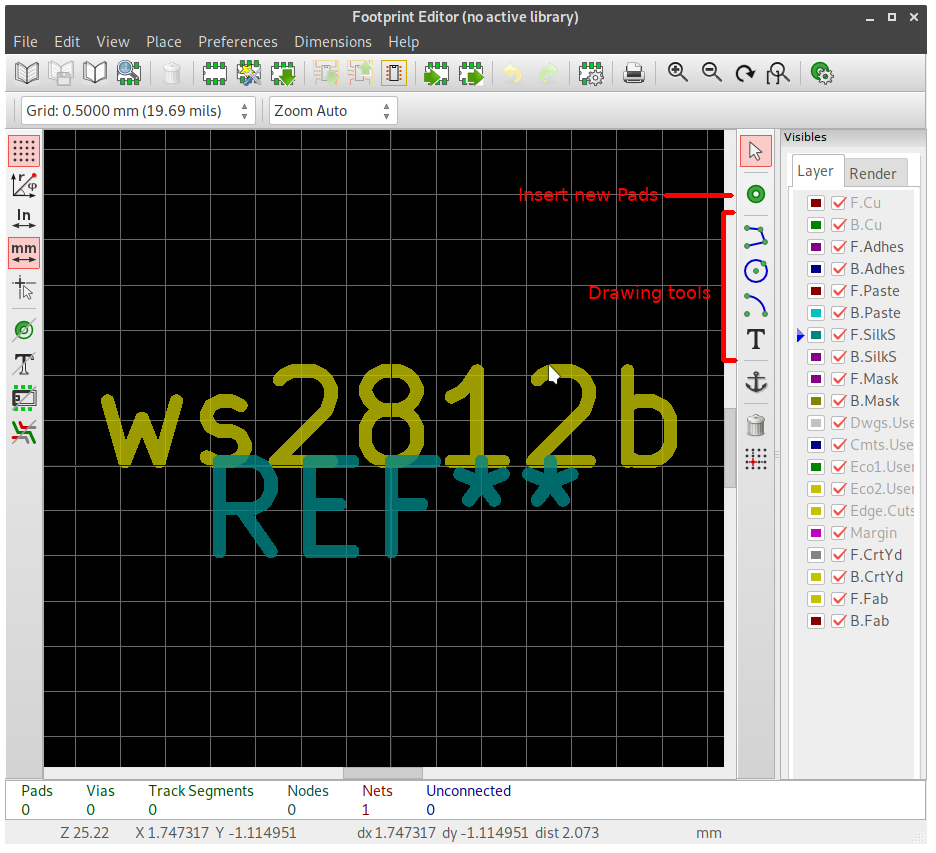 Footprint Editor (no active library)
File Edit View Place Preferences Dimensions Help
Grid: 0.5000 mm (19.69 mils) Zoom Auto
r φ
In
mm
T
Insert new Pads
Drawing tools
T
ws2812b
REF**
Visibles
Layer Render
F.Cu
B.Cu
F.Adhes
B.Adhes
F.Paste
B.Paste
F.SilkS
B.SilkS
F.Mask
B.Mask
Dwgs.Use
Cmts.Use
Eco1.User
Eco2.User
Edge.Cuts
Margin
F.CrtYd
B.CrtYd
F.Fab
B.Fab
Pads Vias Track Segments Nodes Nets Unconnected
0 0 0 0 1 0
Z 25.22 X 1.747317 Y -1.114951 dx 1.747317 dy -1.114951 dist 2.073 mm